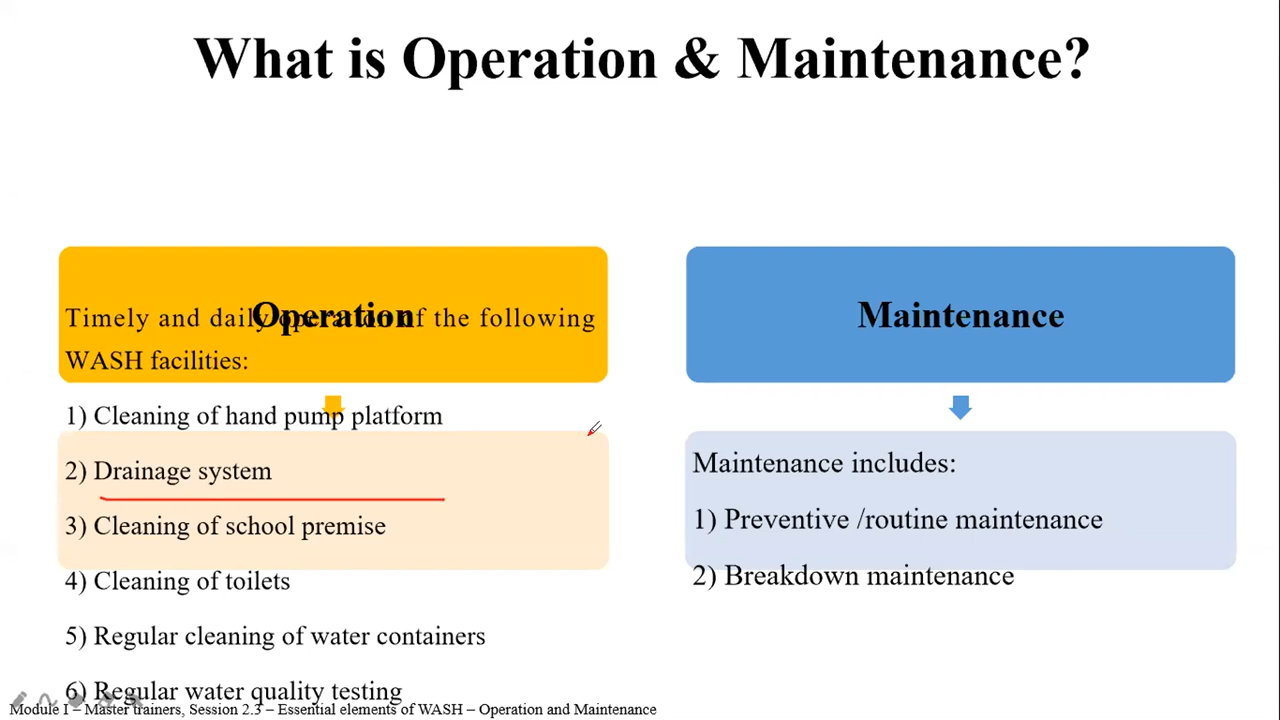 What is Operation & Maintenance?
Operation
Timely and daily operation of the following
WASH facilities:
1) Cleaning of hand pump platform
2) Drainage system
3) Cleaning of school premise
4) Cleaning of toilets
5) Regular cleaning of water containers
6) Regular water quality testing
Maintenance
Maintenance includes:
1) Preventive /routine maintenance
2) Breakdown maintenance
Module I – Master trainers, Session 2.3 – Essential elements of WASH – Operation and Maintenance